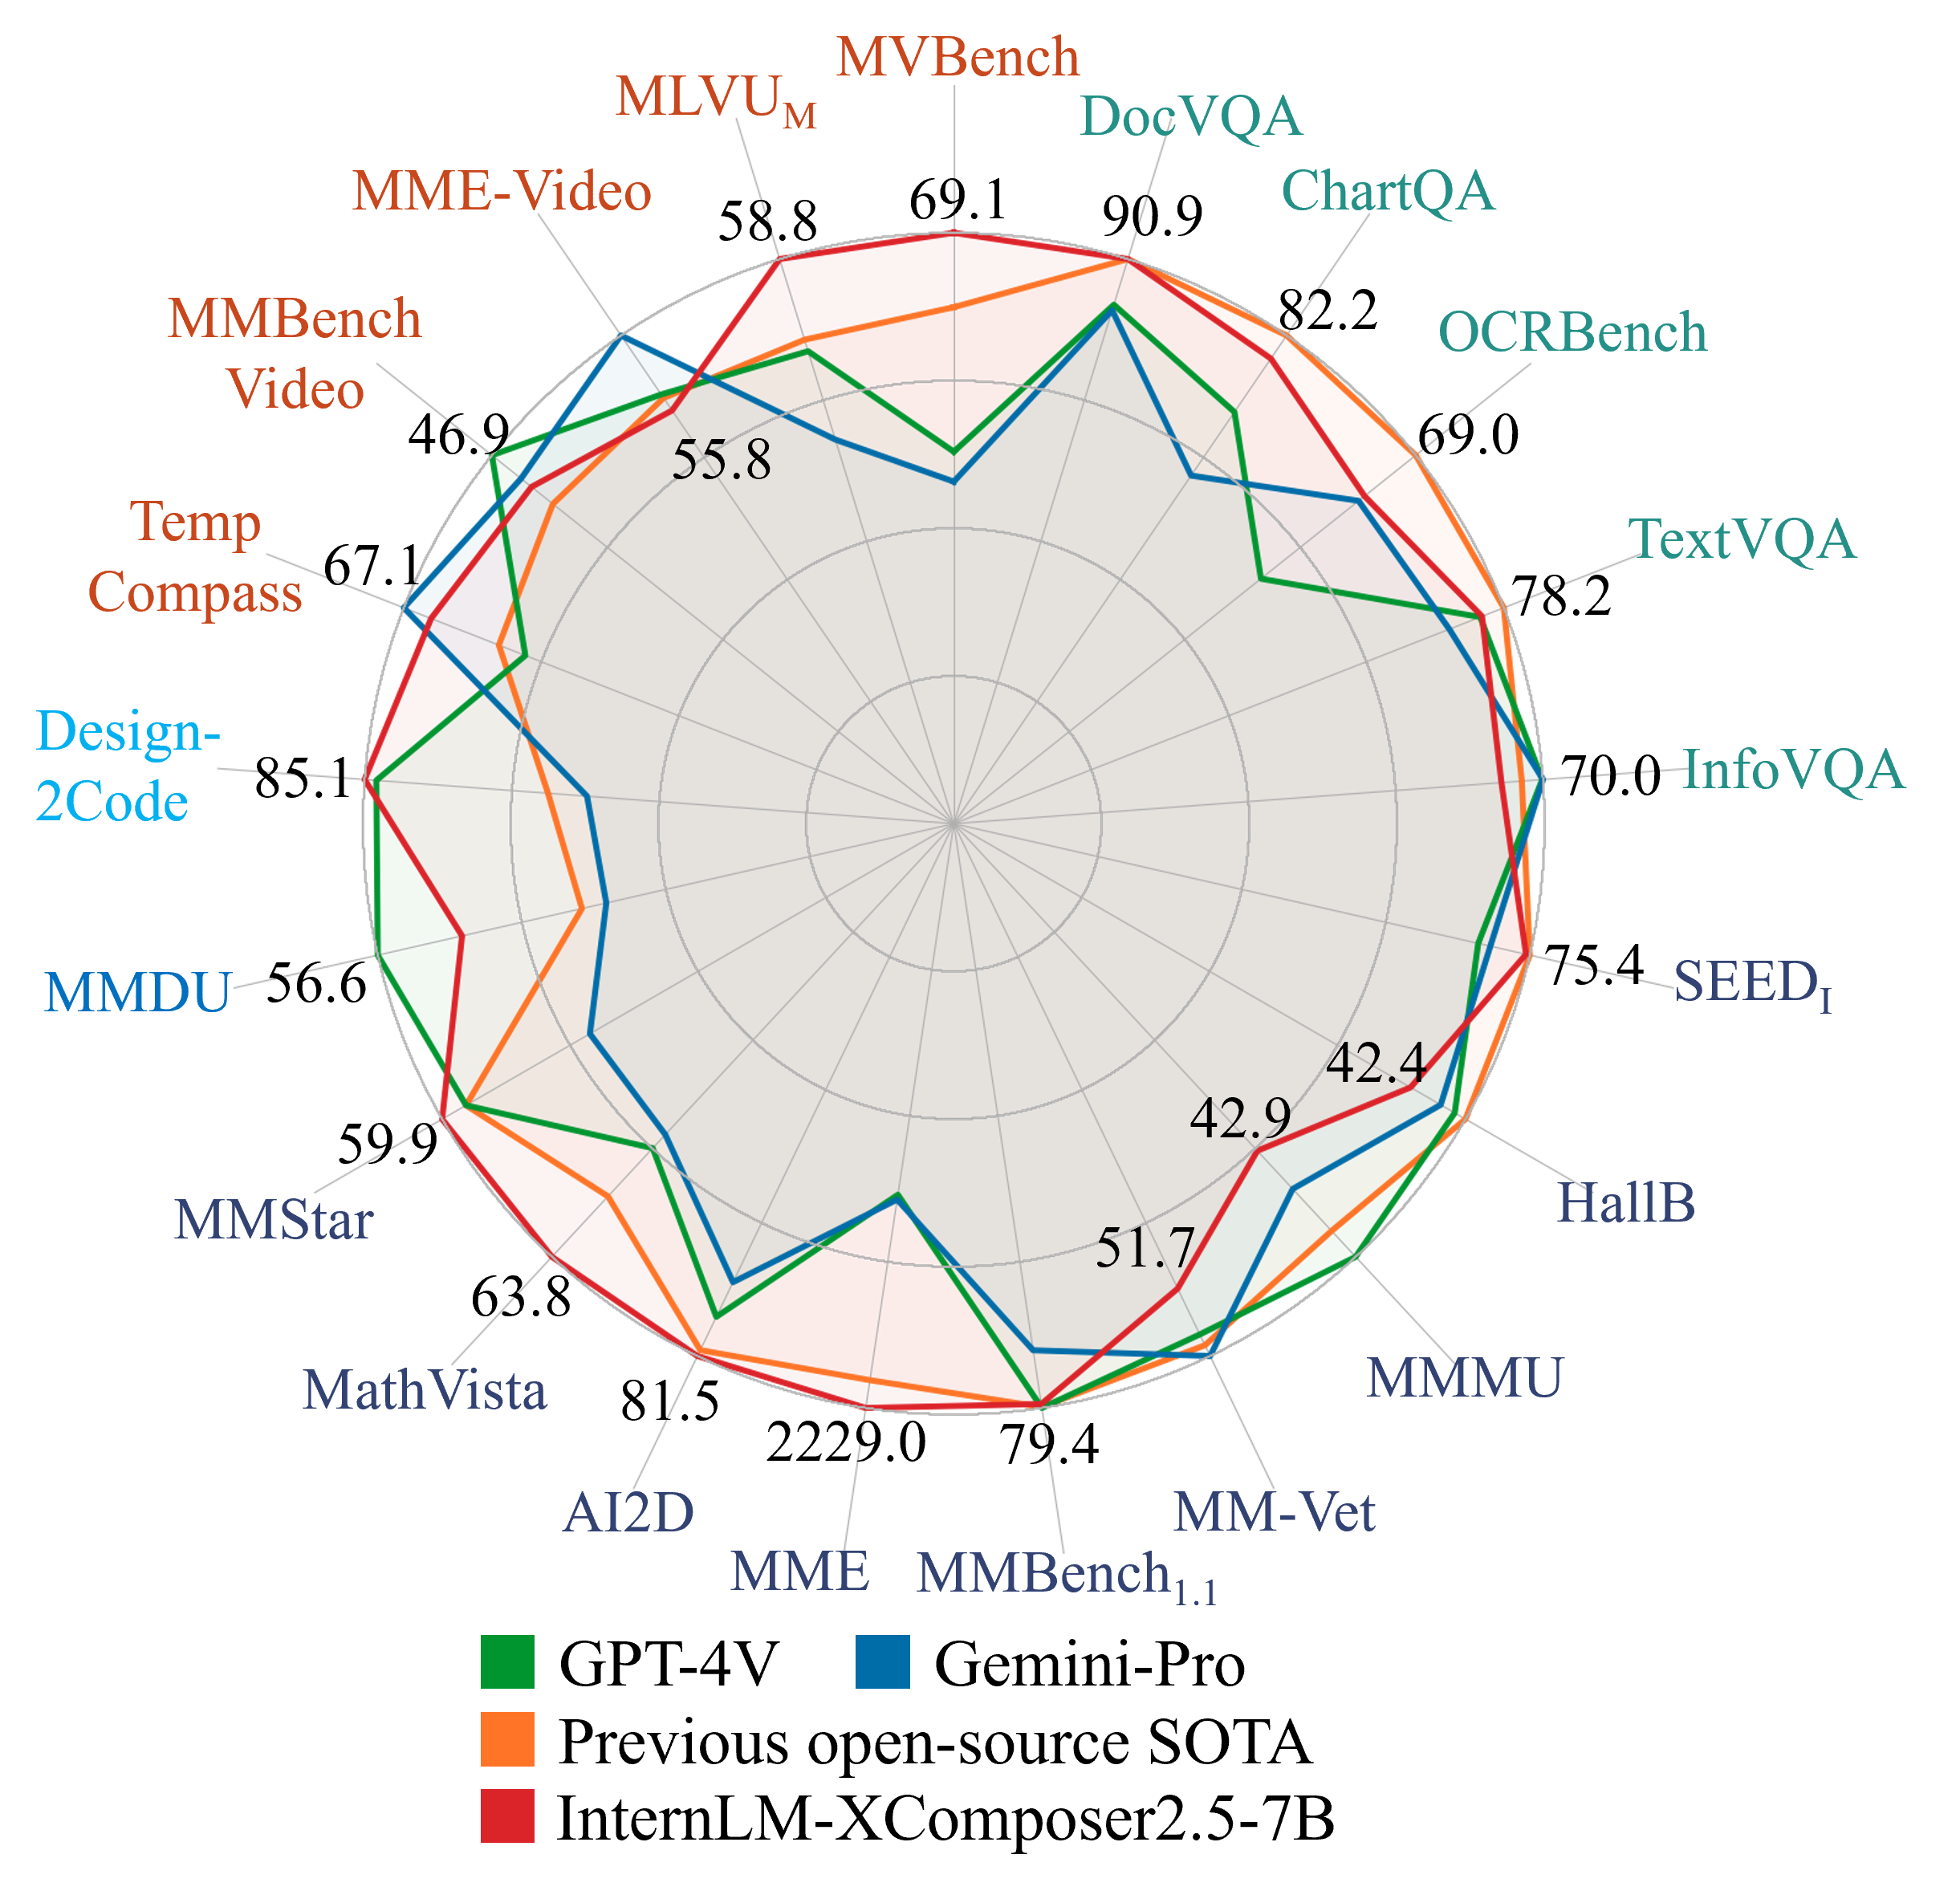 MVBench
MLVU_M
DocVQA
MME-Video
ChartQA
69.1
90.9
58.8
MMBench
Video
82.2
OCRBench
46.9
55.8
69.0
Temp
Compass
67.1
TextVQA
78.2
Design-
2Code
85.1
70.0
InfoVQA
MMDU
56.6
75.4
SEED_I
42.4
42.9
59.9
MMStar
HallB
51.7
63.8
MathVista
MMMU
81.5
2229.0
79.4
AI2D
MM-Vet
MME
MMBench_1.1
GPT-4V
Gemini-Pro
Previous open-source SOTA
InternLM-XComposer2.5-7B